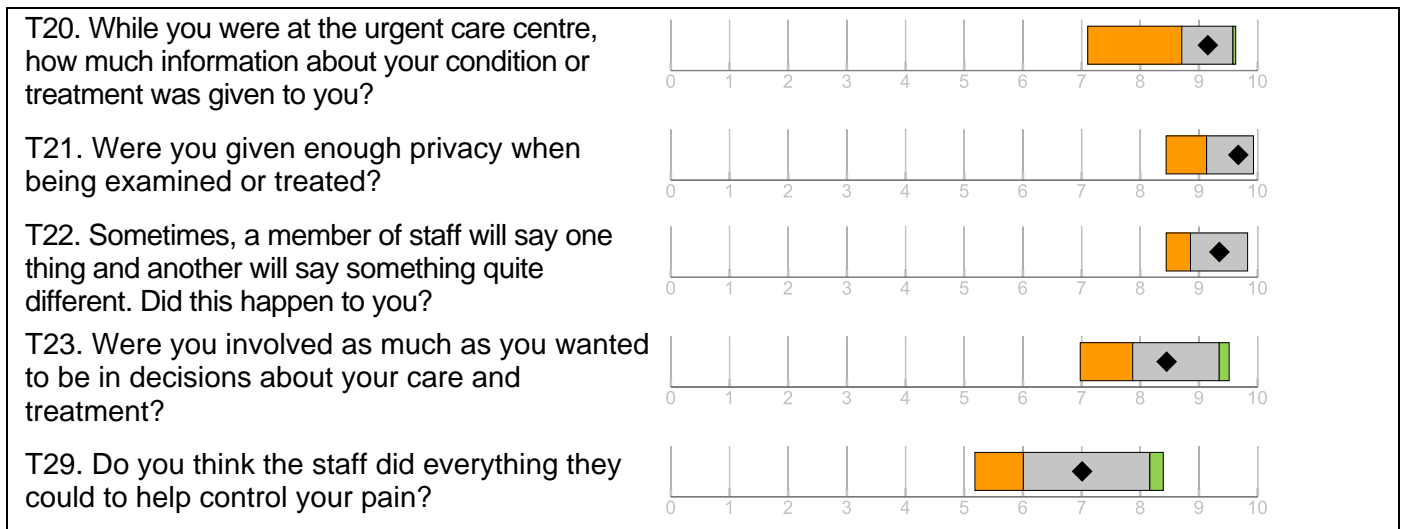 T20. While you were at the urgent care centre,
how much information about your condition or
treatment was given to you?
0 1 2 3 4 5 6 7 8 9 10
T21. Were you given enough privacy when
being examined or treated?
0 1 2 3 4 5 6 7 8 9 10
T22. Sometimes, a member of staff will say one
thing and another will say something quite
different. Did this happen to you?
0 1 2 3 4 5 6 7 8 9 10
T23. Were you involved as much as you wanted
to be in decisions about your care and
treatment?
0 1 2 3 4 5 6 7 8 9 10
T29. Do you think the staff did everything they
could to help control your pain?
0 1 2 3 4 5 6 7 8 9 10